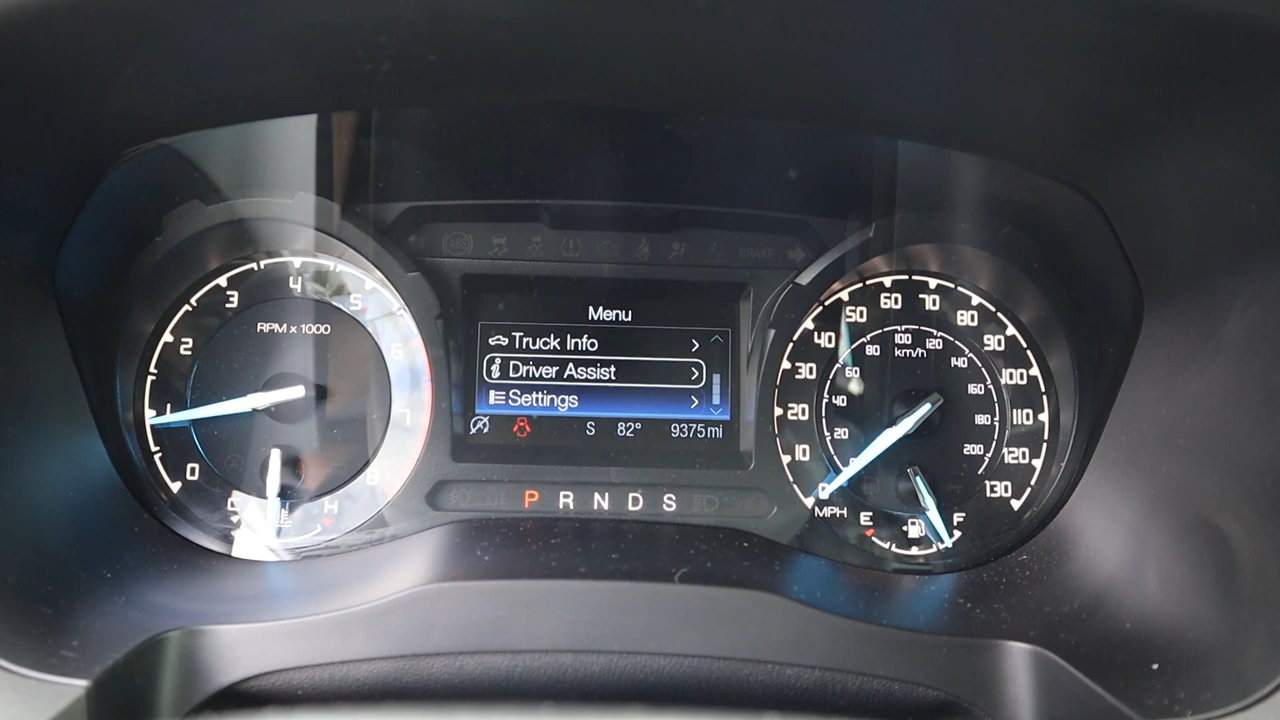 ABS
BRAKE
Menu
Truck Info
Driver Assist
Settings
S 82° 9375 mi
P R N D S
RPM x 1000
0 1 2 3 4 5 6 7 8
C H
MPH
0 10 20 30 40 50 60 70 80 90 100 110 120 130
km/h
0 20 40 60 80 100 120 140 160 180 200
E F